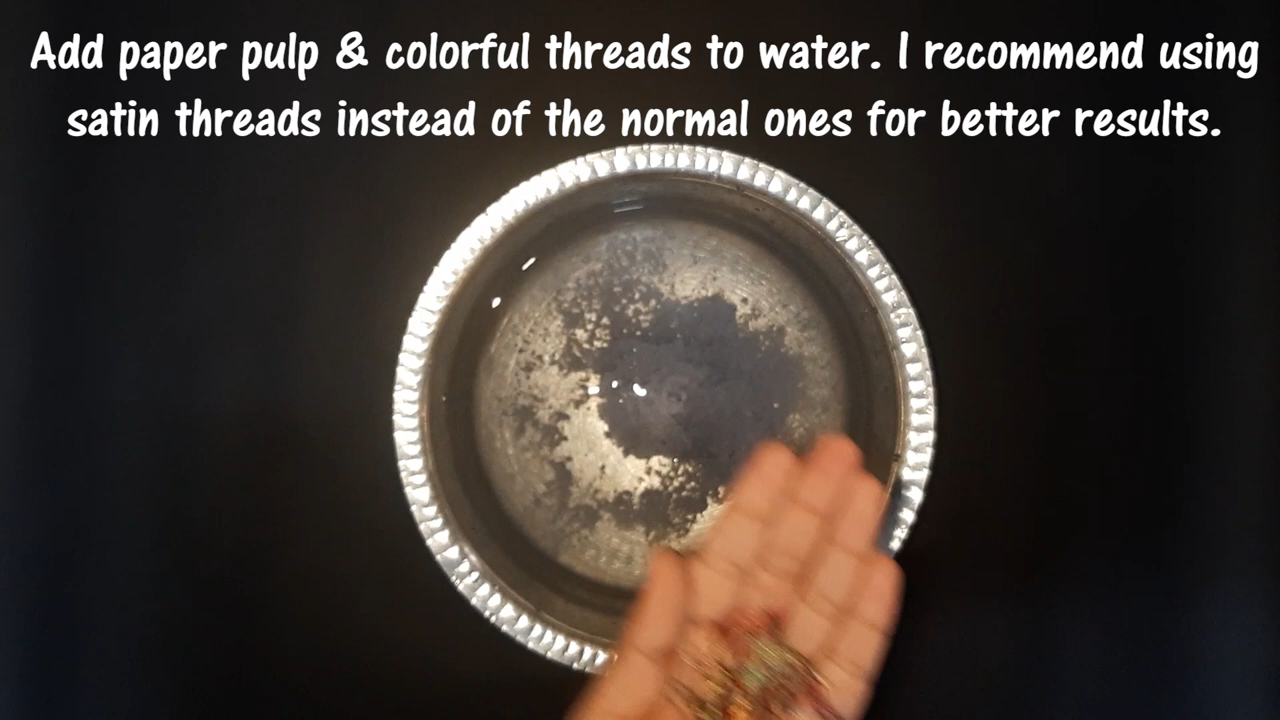 Add paper pulp & colorful threads to water. I recommend using
satin threads instead of the normal ones for better results.